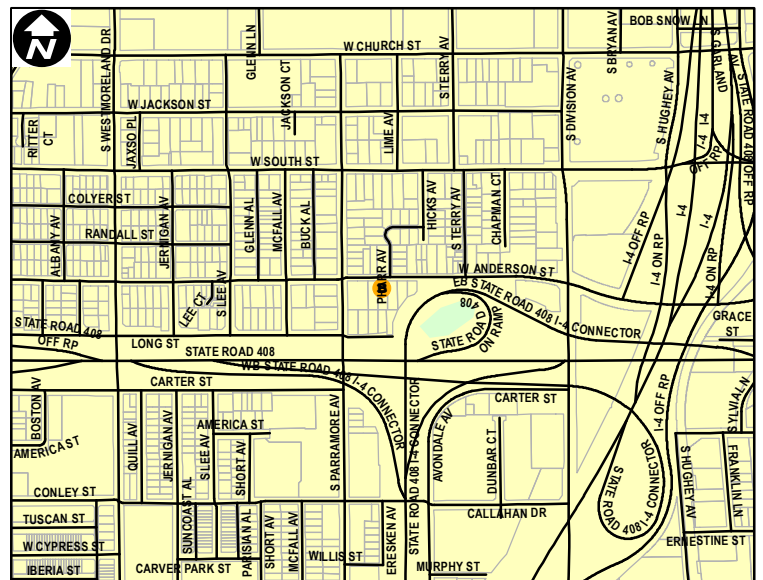 N
BOB SNOW LN
S WESTMORELAND DR
GLENN LN
W CHURCH ST
S TERRY AV
S BRYAN AV
S GARLAND AV
S STATE ROAD 408 OFF RP
W JACKSON ST
JACKSON CT
LIME AV
S DIVISION AV
S HUGHEY AV
I-4
I-4
OFF RP
RITTER CT
JAXSO PL
W SOUTH ST
COLYER ST
RANDALL ST
ALBANY AV
JERNIGAN AV
GLENN AL
MCFALL AV
BUCK AL
HICKS AV
S TERRY AV
CHAPMAN CT
I-4
I-4
I-4 OFF RP
I-4 ON RP
I-4 ON RP
LEE CT
S LEE AV
W ANDERSON ST
EB STATE ROAD 408 I-4 CONNECTOR
STATE ROAD 408
ON RAMP
GRACE ST
STATE ROAD 408
OFF RP
LONG ST
STATE ROAD 408
WB STATE ROAD 408 I-4 CONNECTOR
CARTER ST
CARTER ST
BOSTON AV
AMERICA ST
QUILL AV
JERNIGAN AV
S LEE AV
AMERICA ST
SHORT AV
S PARRAMORE AV
STATE ROAD 408 I-4 CONNECTOR
AVONDALE AV
DUNBAR CT
I-4 OFF RP
STATE ROAD 408 I-4 CONNECTOR
S HUGHEY AV
FRANKLIN LN
SYLVIA LN
CONLEY ST
TUSCAN ST
W CYPRESS ST
IBERIA ST
SUNCOAST AL
PARISIAN AL
SHORT AV
MCFALL AV
CARVER PARK ST
WILLIS ST
ERESKEN AV
CALLAHAN DR
MURPHY ST
ERNESTINE ST